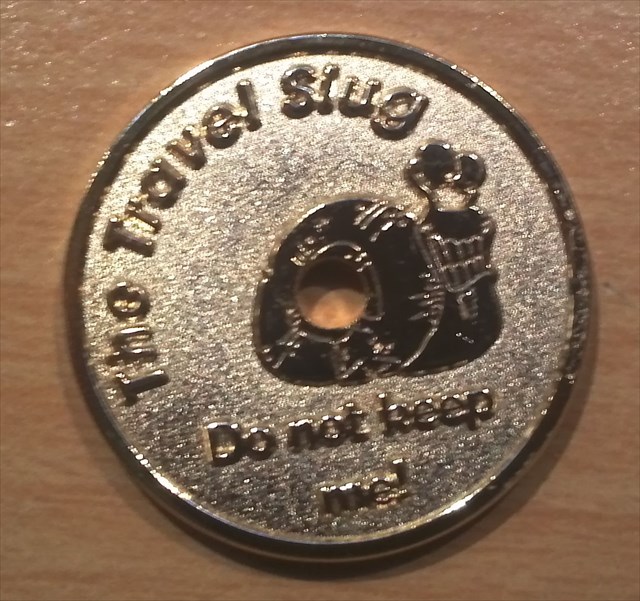 The Travel Slug
Do not keep
me!